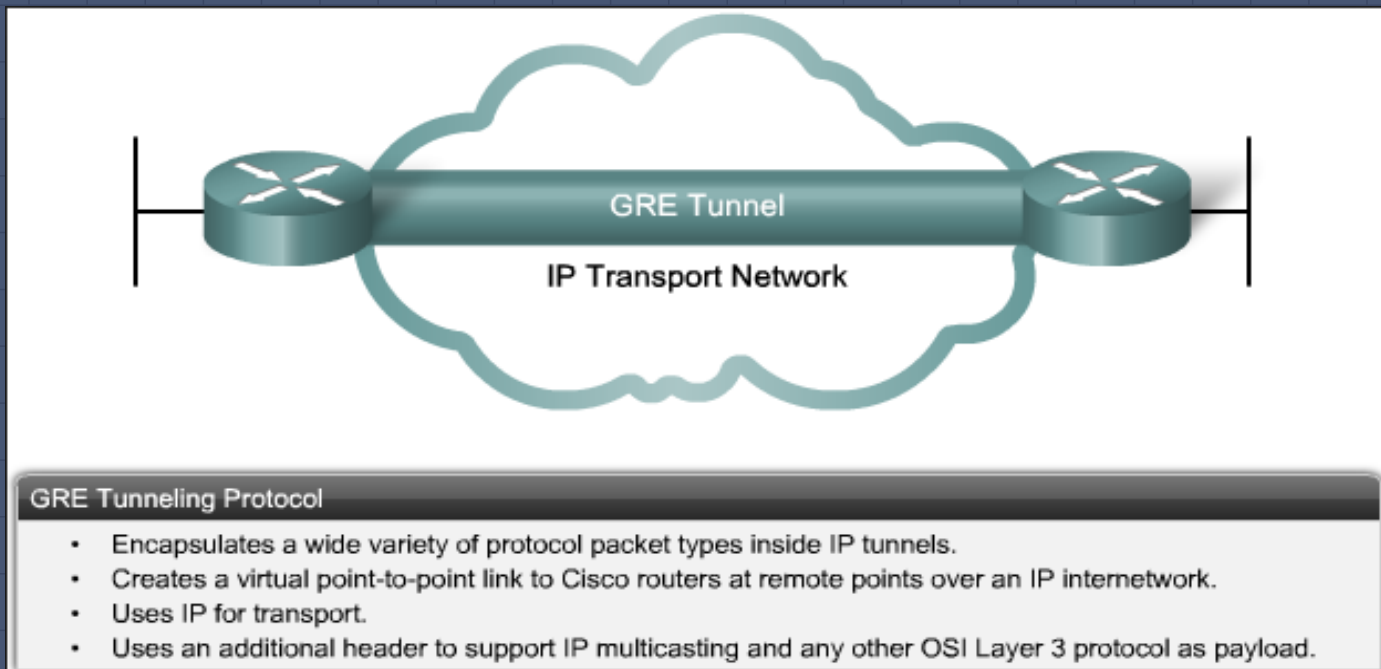 GRE Tunnel
IP Transport Network
GRE Tunneling Protocol
• Encapsulates a wide variety of protocol packet types inside IP tunnels.
• Creates a virtual point-to-point link to Cisco routers at remote points over an IP internetwork.
• Uses IP for transport.
• Uses an additional header to support IP multicasting and any other OSI Layer 3 protocol as payload.